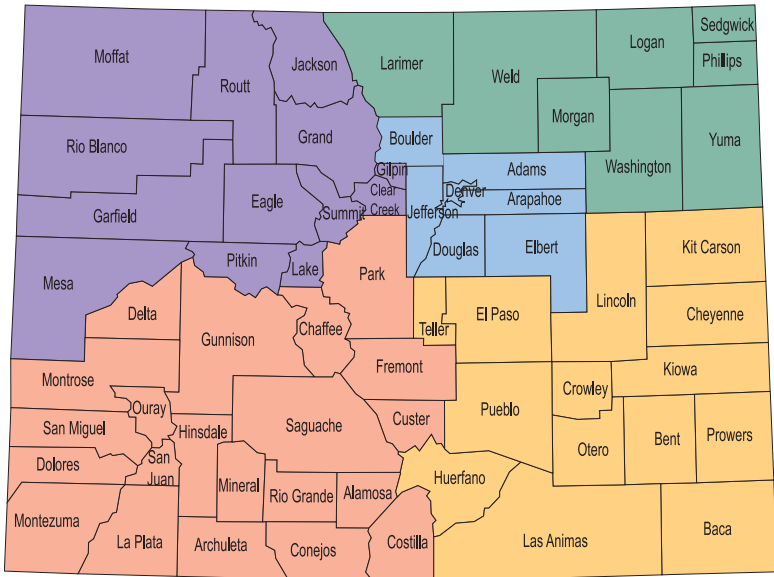 Sedgwick
Logan
Moffat
Jackson
Larimer
Weld
Phillips
Routt
Morgan
Boulder
Grand
Yuma
Rio Blanco
Gilpin
Adams
Washington
Clear
Creek
Denver
Eagle
Arapahoe
Summit
Jefferson
Garfield
Elbert
Kit Carson
Douglas
Pitkin
Lake
Park
Mesa
Lincoln
Delta
El Paso
Cheyenne
Chaffee
Teller
Gunnison
Fremont
Kiowa
Montrose
Crowley
Ouray
Pueblo
Custer
Saguache
San Miguel
Hinsdale
Prowers
Bent
Otero
San
Juan
Dolores
Huerfano
Mineral
Rio Grande
Alamosa
Montezuma
Baca
La Plata
Archuleta
Conejos
Costilla
Las Animas